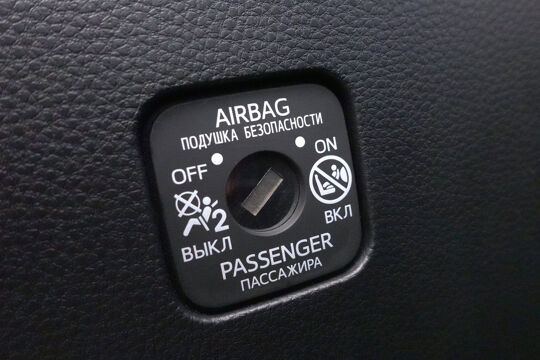 AIRBAG
ПОДУШКА БЕЗОПАСНОСТИ
OFF
ON
2
ВЫКЛ
ВКЛ
PASSENGER
ПАССАЖИРА